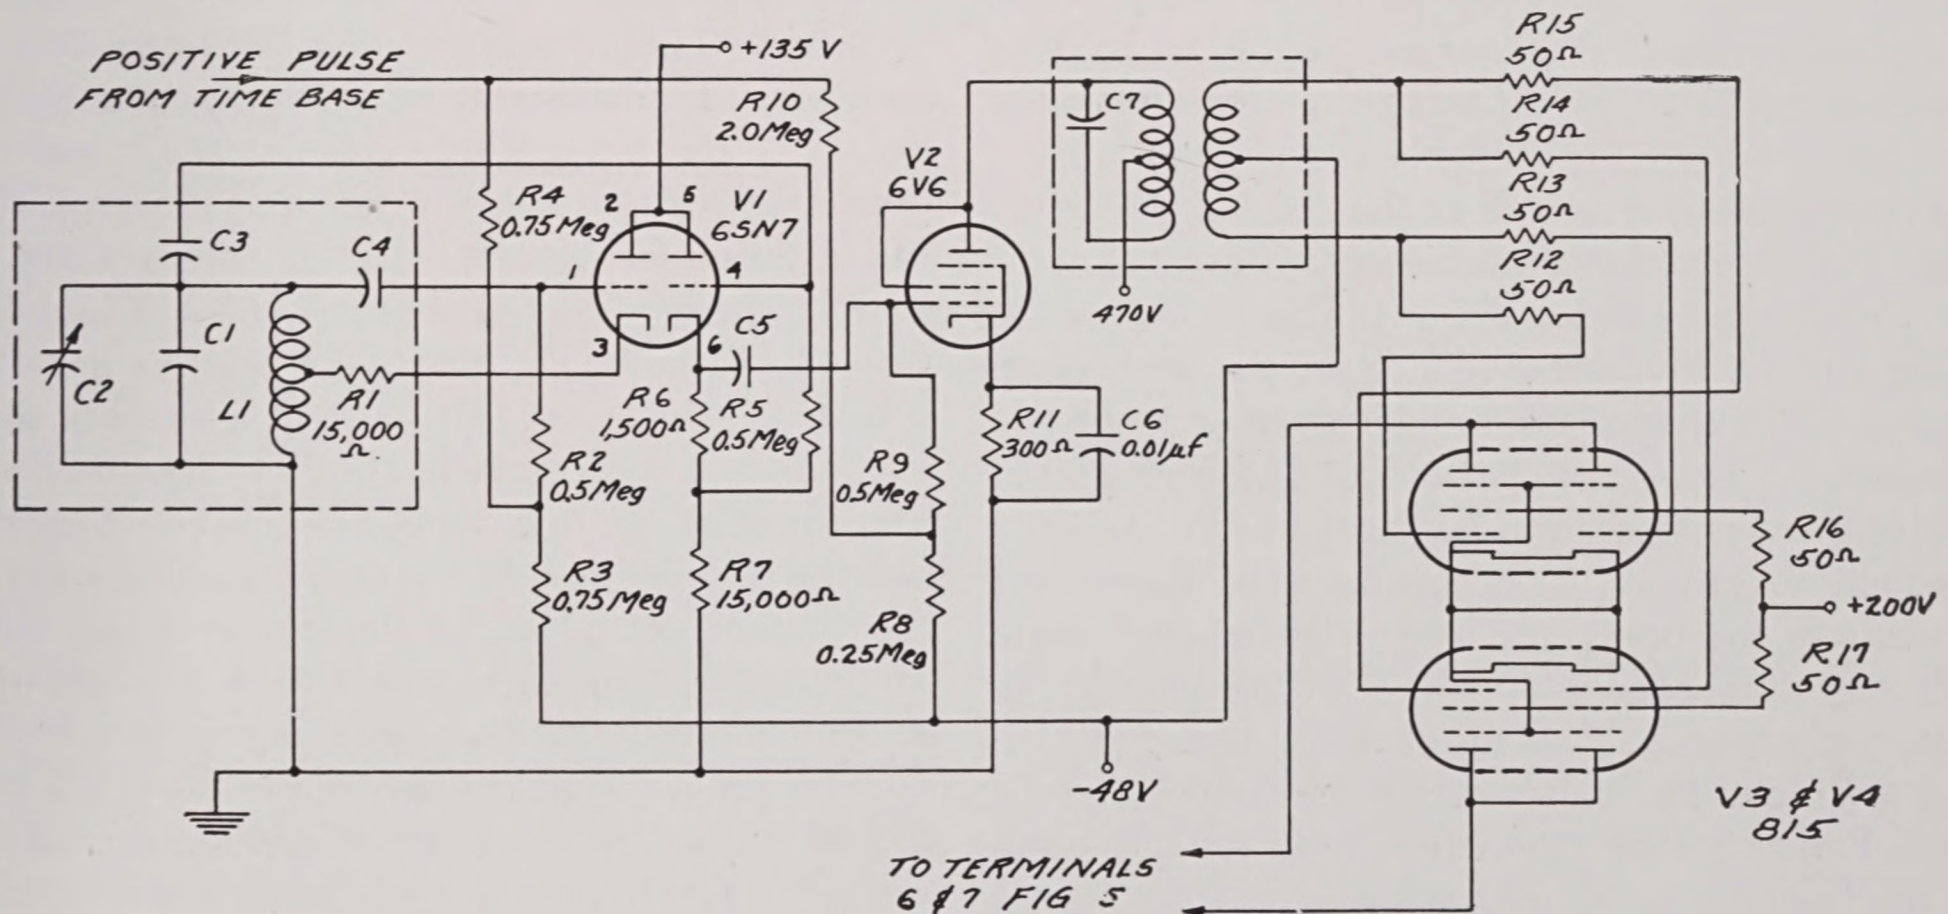 POSITIVE PULSE
FROM TIME BASE
+135 V
R10
2.0 Meg
C7
R15
50Ω
R14
50Ω
R13
50Ω
R12
50Ω
V2
6V6
R4
0.75 Meg
2
5
V1
6SN7
C3
C4
1
4
C1
C2
L1
R1
15,000
Ω
3
6
C5
470V
R6
1,500Ω
R5
0.5 Meg
R2
0.5 Meg
R9
0.5 Meg
R11
300Ω
C6
0.01µf
R3
0.75 Meg
R7
15,000Ω
R8
0.25 Meg
R16
50Ω
+200V
R17
50Ω
-48V
V3 & V4
815
TO TERMINALS
6 & 7 FIG 5